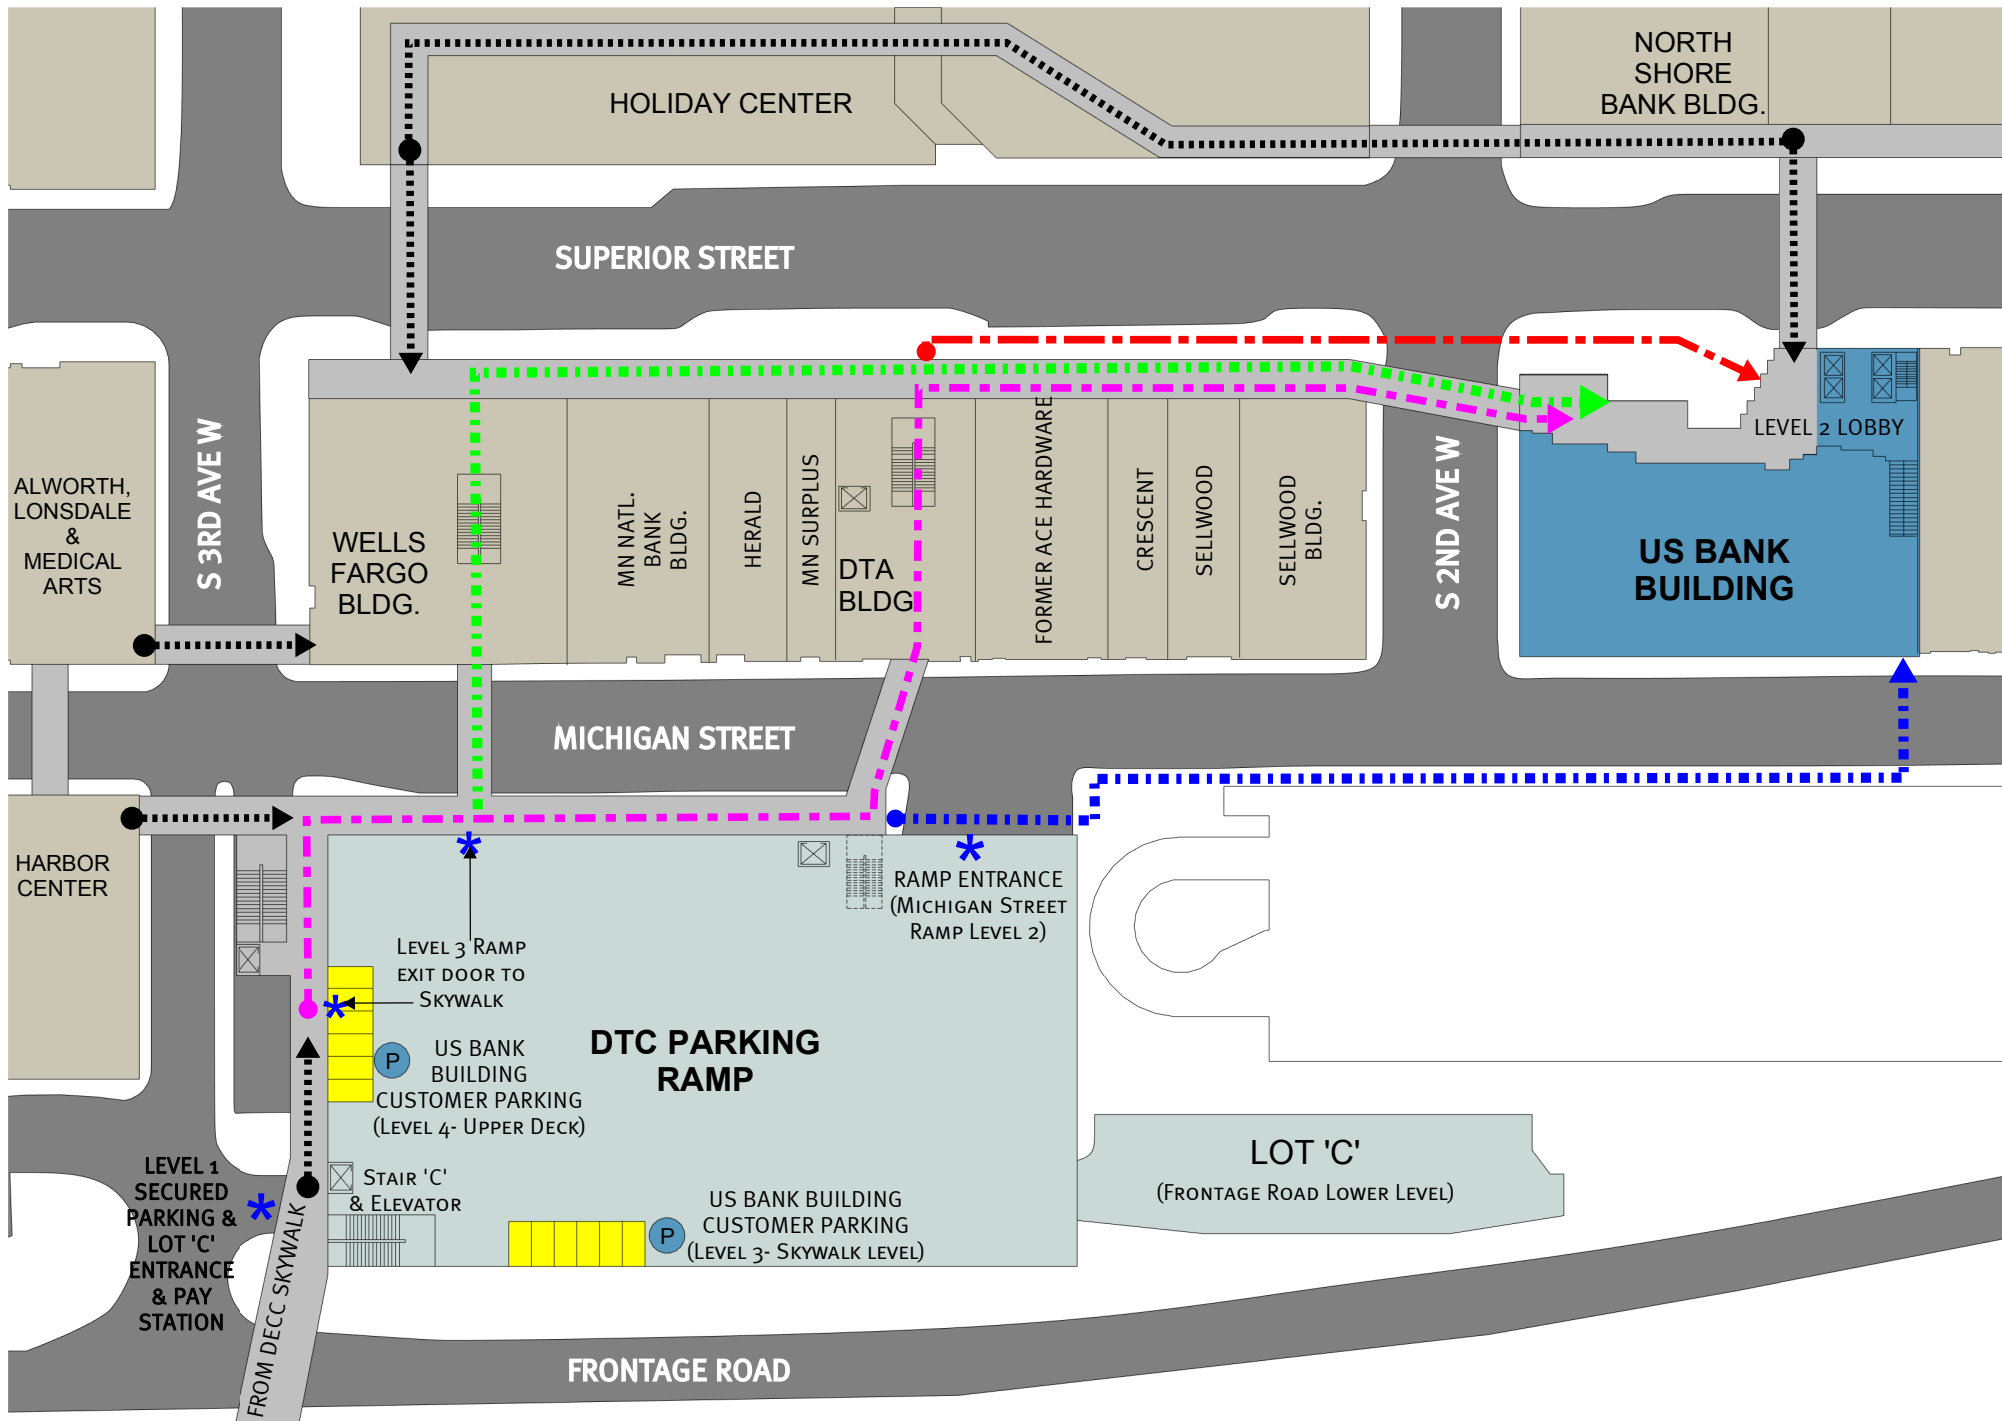 HOLIDAY CENTER
NORTH
SHORE
BANK BLDG.
SUPERIOR STREET
S 3RD AVE W
ALWORTH,
LONSDALE
&
MEDICAL
ARTS
WELLS
FARGO
BLDG.
MN NATL.
BANK
BLDG.
HERALD
MN SURPLUS
DTA
BLDG
FORMER ACE HARDWARE
CRESCENT
SELLWOOD
SELLWOOD
BLDG.
S 2ND AVE W
LEVEL 2 LOBBY
US BANK
BUILDING
MICHIGAN STREET
HARBOR
CENTER
*
*
RAMP ENTRANCE
(Michigan Street
Ramp Level 2)
Level 3 Ramp
exit door to
Skywalk
*
DTC PARKING
RAMP
P
US BANK
BUILDING
CUSTOMER PARKING
(Level 4- Upper Deck)
LEVEL 1
SECURED
PARKING &
LOT 'C'
ENTRANCE
& PAY
STATION
*
Stair 'C'
& Elevator
P
US BANK BUILDING
CUSTOMER PARKING
(Level 3- Skywalk level)
LOT 'C'
(Frontage Road Lower Level)
FROM DECC SKYWALK
FRONTAGE ROAD